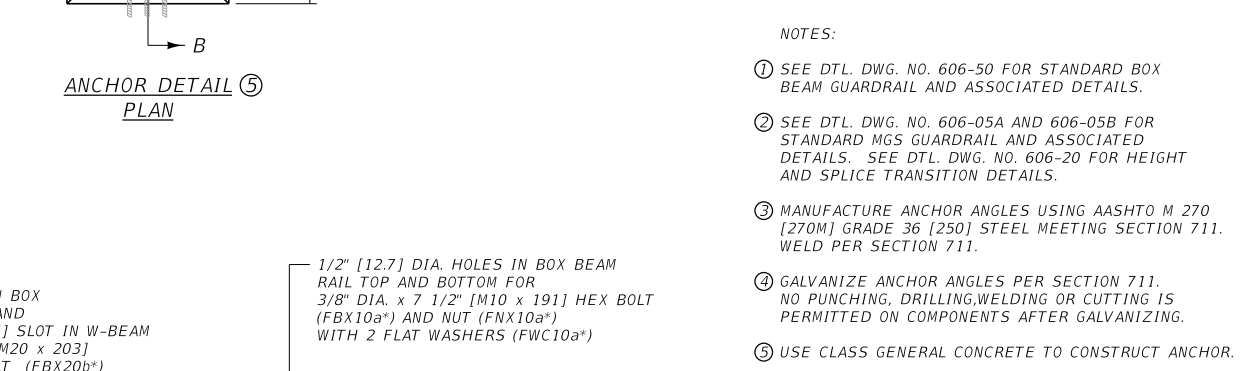 B
ANCHOR DETAIL 5
PLAN
BOX
] SLOT IN W-BEAM
M20 x 203]
(FBX20b*)
1/2" [12.7] DIA. HOLES IN BOX BEAM
RAIL TOP AND BOTTOM FOR
3/8" DIA. x 7 1/2" [M10 x 191] HEX BOLT
(FBX10a*) AND NUT (FNX10a*)
WITH 2 FLAT WASHERS (FWC10a*)
NOTES:
1 SEE DTL. DWG. NO. 606-50 FOR STANDARD BOX
BEAM GUARDRAIL AND ASSOCIATED DETAILS.
2 SEE DTL. DWG. NO. 606-05A AND 606-05B FOR
STANDARD MGS GUARDRAIL AND ASSOCIATED
DETAILS. SEE DTL. DWG. NO. 606-20 FOR HEIGHT
AND SPLICE TRANSITION DETAILS.
3 MANUFACTURE ANCHOR ANGLES USING AASHTO M 270
[270M] GRADE 36 [250] STEEL MEETING SECTION 711.
WELD PER SECTION 711.
4 GALVANIZE ANCHOR ANGLES PER SECTION 711.
NO PUNCHING, DRILLING,WELDING OR CUTTING IS
PERMITTED ON COMPONENTS AFTER GALVANIZING.
5 USE CLASS GENERAL CONCRETE TO CONSTRUCT ANCHOR.